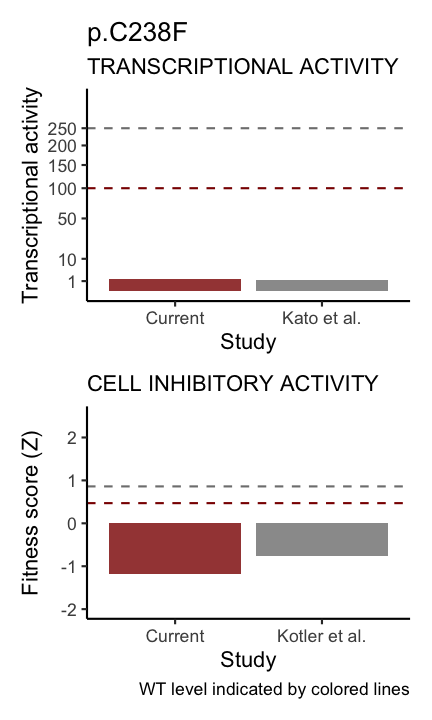 p.C238F
TRANSCRIPTIONAL ACTIVITY
Transcriptional activity
250
200
150
100
50
10
1
Current
Kato et al.
Study
CELL INHIBITORY ACTIVITY
Fitness score (Z)
2
1
0
-1
-2
Current
Kotler et al.
Study
WT level indicated by colored lines